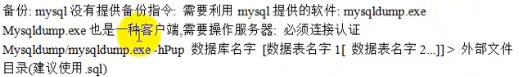 备份: mysql 没有提供备份指令: 需要利用 mysql 提供的软件: mysqldump.exe
Mysqldump.exe 也是一种客户端,需要操作服务器: 必须连接认证
Mysqldump/mysqldump.exe -hPup 数据库名字 [数据表名字 1[ 数据表名字 2...]] > 外部文件
目录(建议使用.sql)